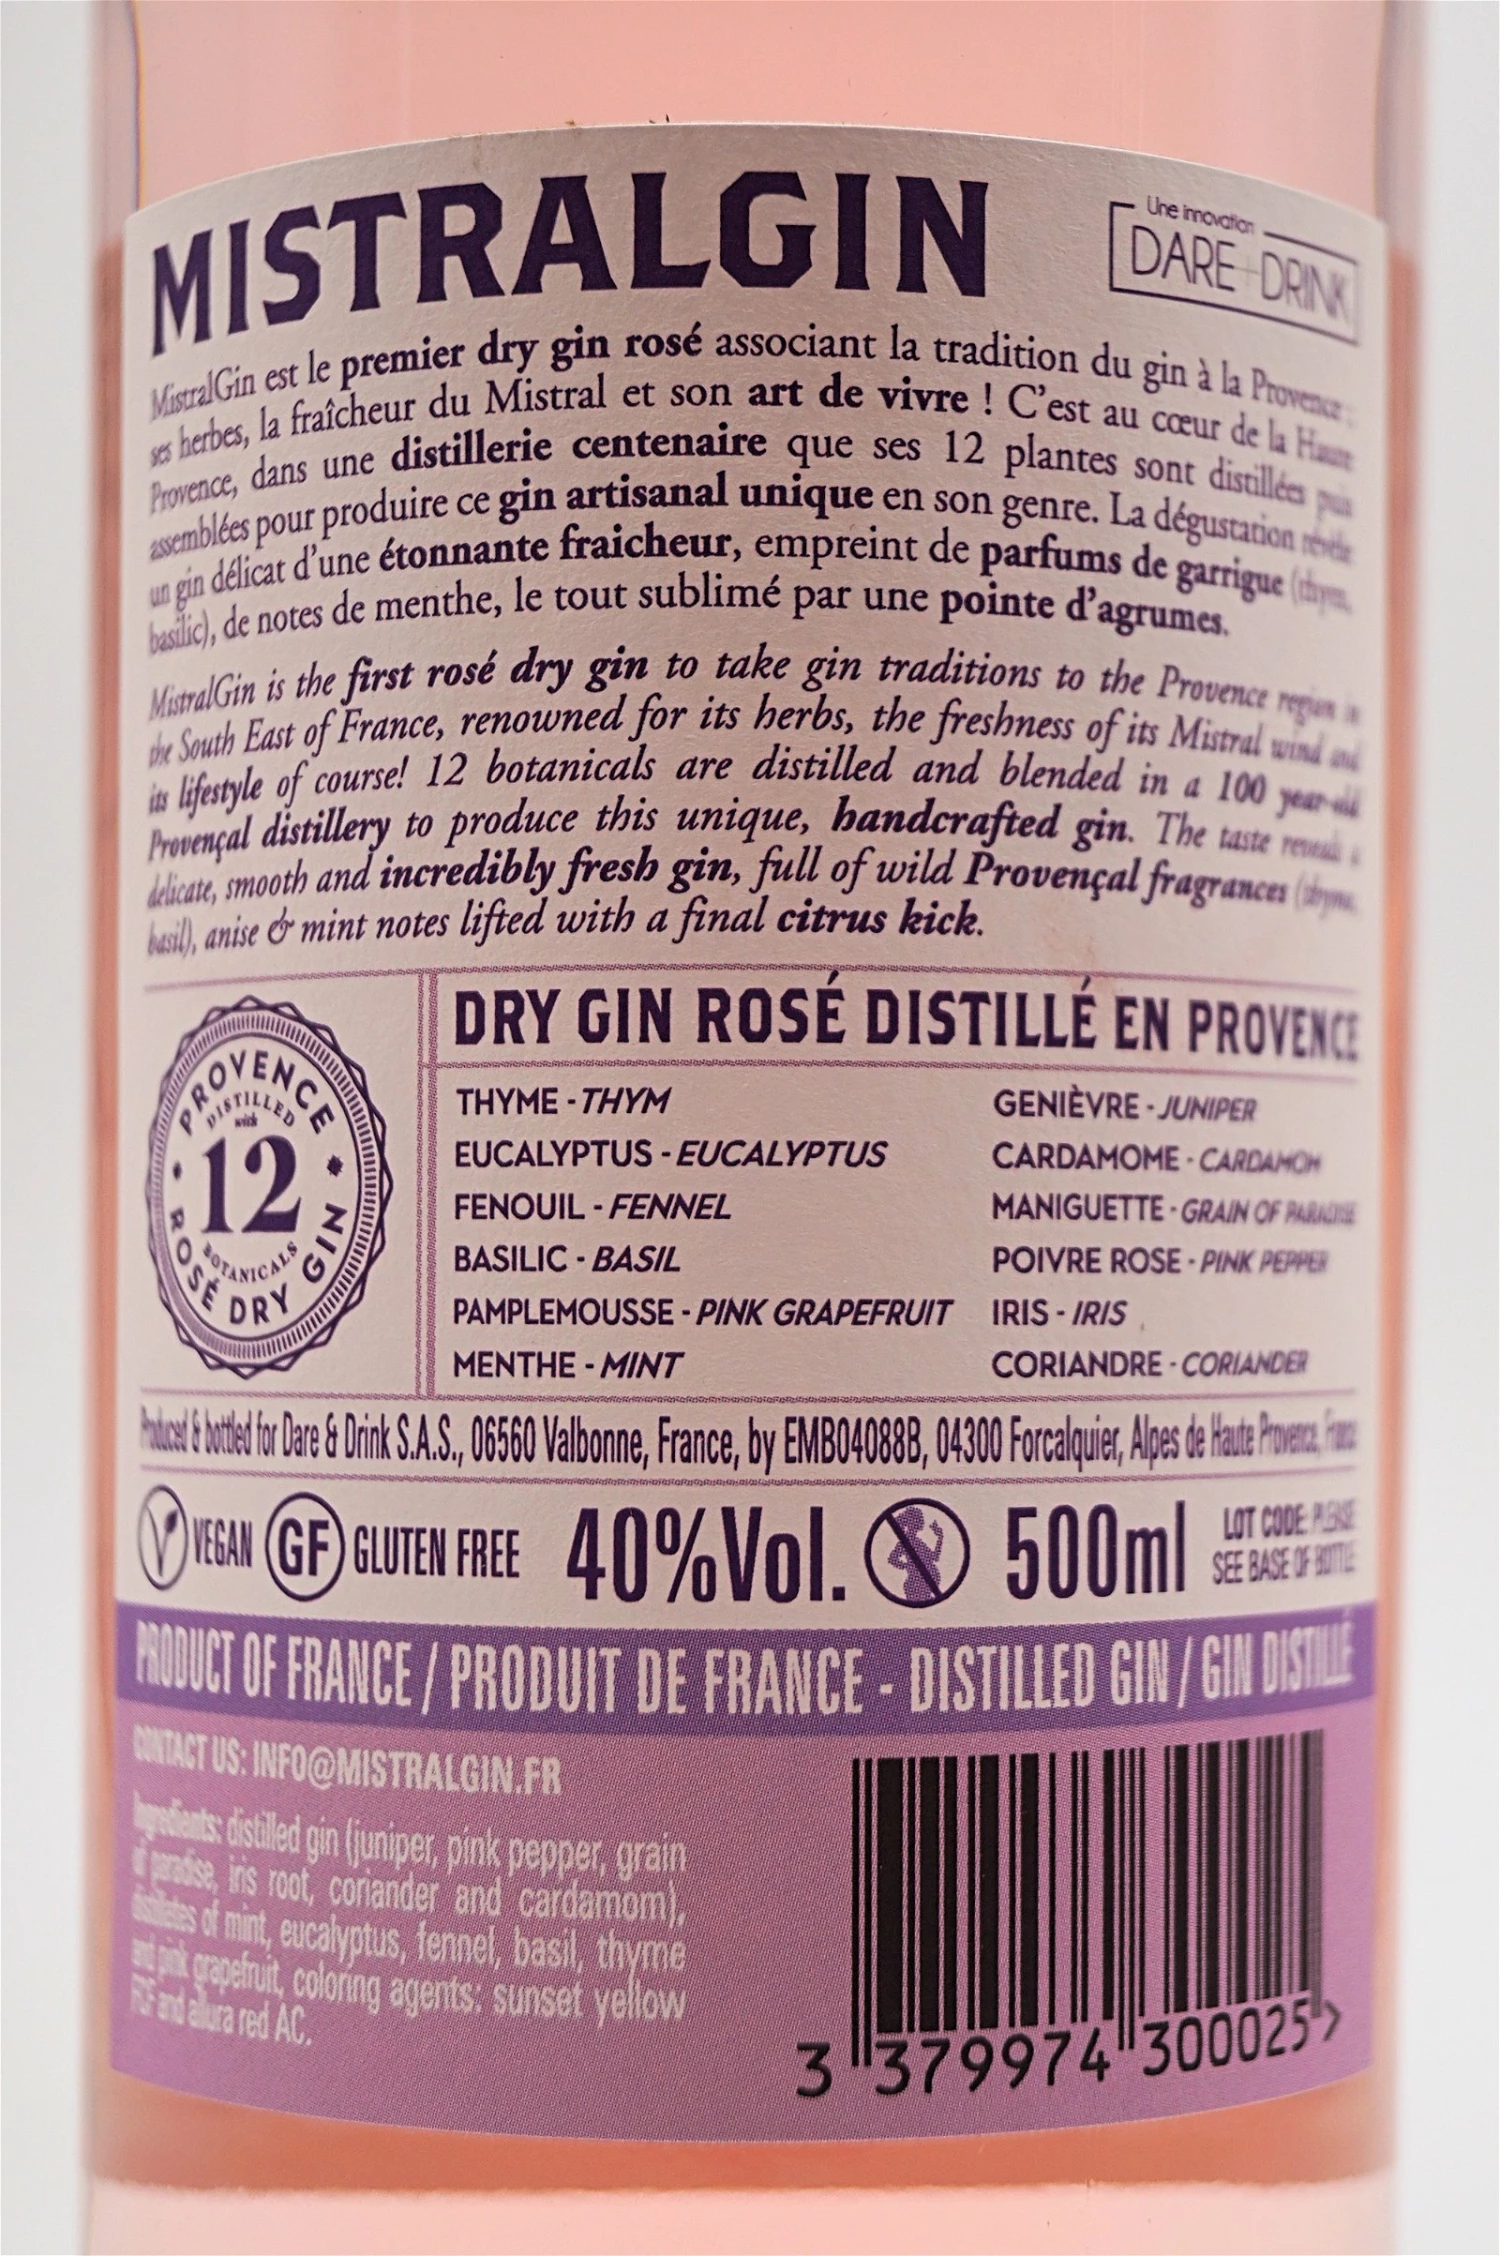 MISTRALGIN
Une innovation
DARE+DRINK
MistralGin est le premier dry gin rosé associant la tradition du gin à la Provence :
ses herbes, la fraîcheur du Mistral et son art de vivre ! C'est au cœur de la Haute
Provence, dans une distillerie centenaire que ses 12 plantes sont distillées puis
assemblées pour produire ce gin artisanal unique en son genre. La dégustation révèle
un gin délicat d'une étonnante fraicheur, empreint de parfums de garrigue (thym,
basilic), de notes de menthe, le tout sublimé par une pointe d'agrumes.
MistralGin is the first rosé dry gin to take gin traditions to the Provence region in
the South East of France, renowned for its herbs, the freshness of its Mistral wind and
its lifestyle of course! 12 botanicals are distilled and blended in a 100 year-old
Provençal distillery to produce this unique, handcrafted gin. The taste reveals a
delicate, smooth and incredibly fresh gin, full of wild Provençal fragrances (thyme,
basil), anise & mint notes lifted with a final citrus kick.
PROVENCE
DISTILLED
with
12
BOTANICALS
ROSÉ DRY GIN
DRY GIN ROSÉ DISTILLÉ EN PROVENCE
THYME - THYM
EUCALYPTUS - EUCALYPTUS
FENOUIL - FENNEL
BASILIC - BASIL
PAMPLEMOUSSE - PINK GRAPEFRUIT
MENTHE - MINT
GENIÈVRE - JUNIPER
CARDAMOME - CARDAMOM
MANIGUETTE - GRAIN OF PARADISE
POIVRE ROSE - PINK PEPPER
IRIS - IRIS
CORIANDRE - CORIANDER
Produced & bottled for Dare & Drink S.A.S., 06560 Valbonne, France, by EMB04088B, 04300 Forcalquier, Alpes de Haute Provence, France
VEGAN GF GLUTEN FREE 40%Vol. 500ml
LOT CODE: PLEASE
SEE BASE OF BOTTLE
PRODUCT OF FRANCE / PRODUIT DE FRANCE - DISTILLED GIN / GIN DISTILLÉ
CONTACT US: INFO@MISTRALGIN.FR
Ingredients: distilled gin (juniper, pink pepper, grain
of paradise, iris root, coriander and cardamom),
distillates of mint, eucalyptus, fennel, basil, thyme
and pink grapefruit, coloring agents: sunset yellow
FCF and allura red AC.
3 379974 300025 >